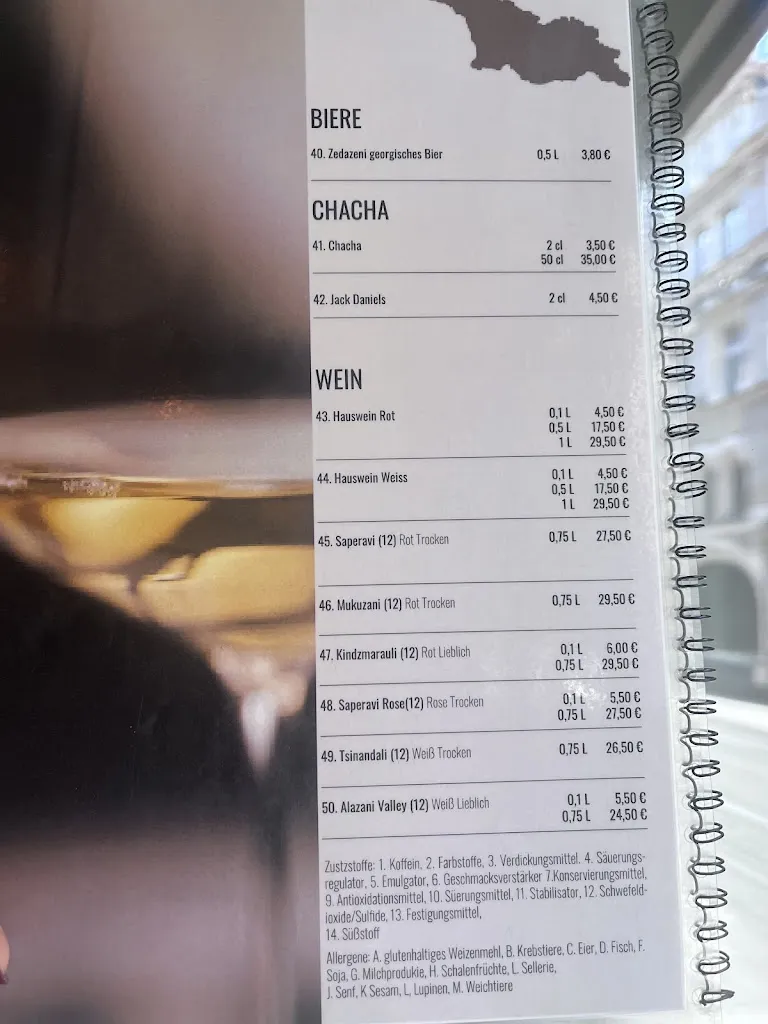 BIERE
40. Zedazeni georgisches Bier 0,5 L 3,80 €
CHACHA
41. Chacha 2 cl 3,50 €
50 cl 35,00 €
42. Jack Daniels 2 cl 4,50 €
WEIN
43. Hauswein Rot 0,1 L 4,50 €
0,5 L 17,50 €
1 L 29,50 €
44. Hauswein Weiss 0,1 L 4,50 €
0,5 L 17,50 €
1 L 29,50 €
45. Saperavi (12) Rot Trocken 0,75 L 27,50 €
46. Mukuzani (12) Rot Trocken 0,75 L 29,50 €
47. Kindzmarauli (12) Rot Lieblich 0,1 L 6,00 €
0,75 L 29,50 €
48. Saperavi Rose(12) Rose Trocken 0,1 L 5,50 €
0,75 L 27,50 €
49. Tsinandali (12) Weiß Trocken 0,75 L 26,50 €
50. Alazani Valley (12) Weiß Lieblich 0,1 L 5,50 €
0,75 L 24,50 €
Zustzstoffe: 1. Koffein, 2. Farbstoffe, 3. Verdickungsmittel. 4. Säuerungs-
regulator, 5. Emulgator, 6. Geschmacksverstärker 7.Konservierungsmittel,
9. Antioxidationsmittel, 10. Süerungsmittel, 11. Stabilisator, 12. Schwefeld-
ioxide/Sulfide, 13. Festigungsmittel,
14. Süßstoff
Allergene: A. glutenhaltiges Weizenmehl, B. Krebstiere, C. Eier, D. Fisch, F.
Soja, G. Milchprodukie, H. Schalenfrüchte, L. Sellerie,
J. Senf, K Sesam, L, Lupinen, M. Weichtiere